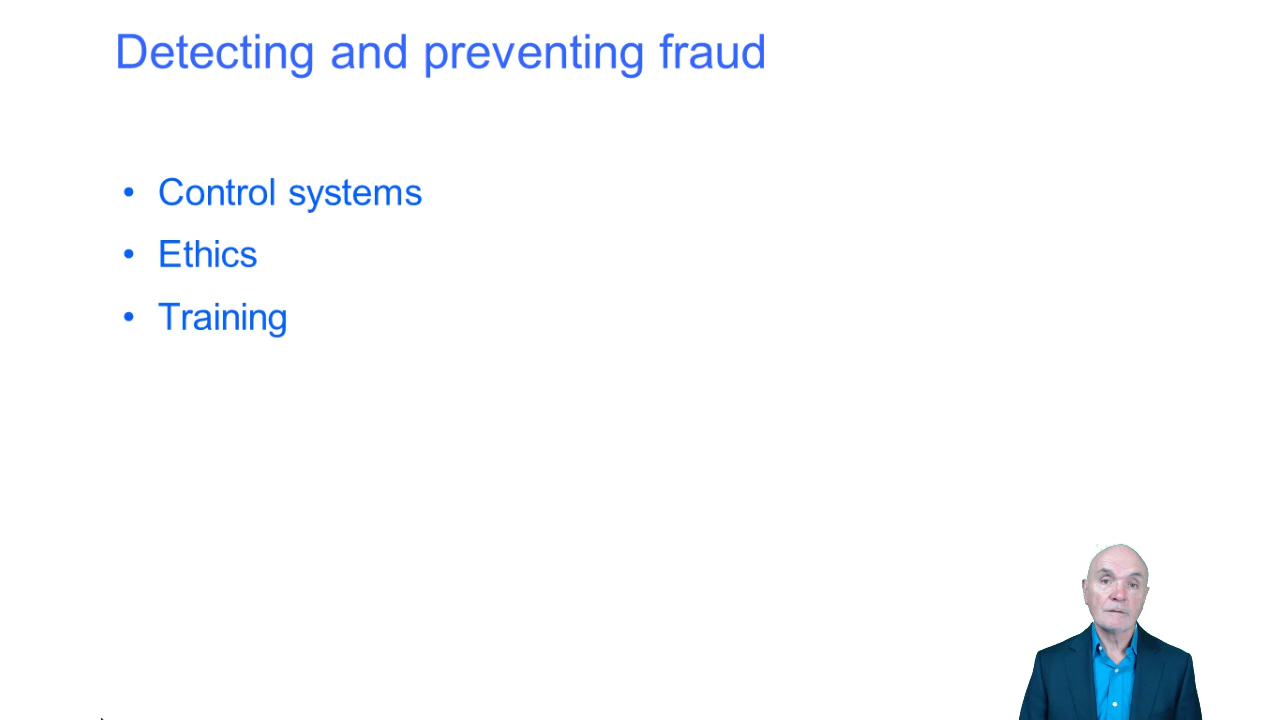 Detecting and preventing fraud
• Control systems
• Ethics
• Training